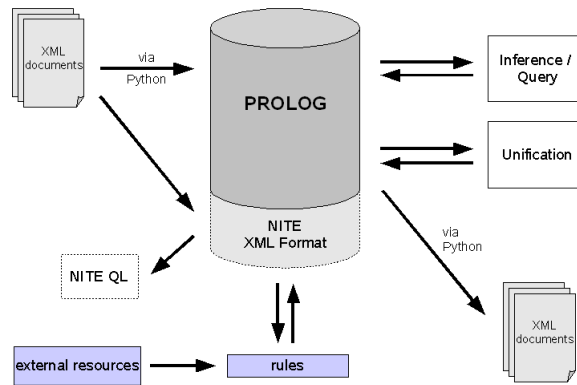 XML
documents
via
Python
PROLOG
Inference /
Query
Unification
NITE
XML Format
via
Python
NITE QL
XML
documents
external resources
rules